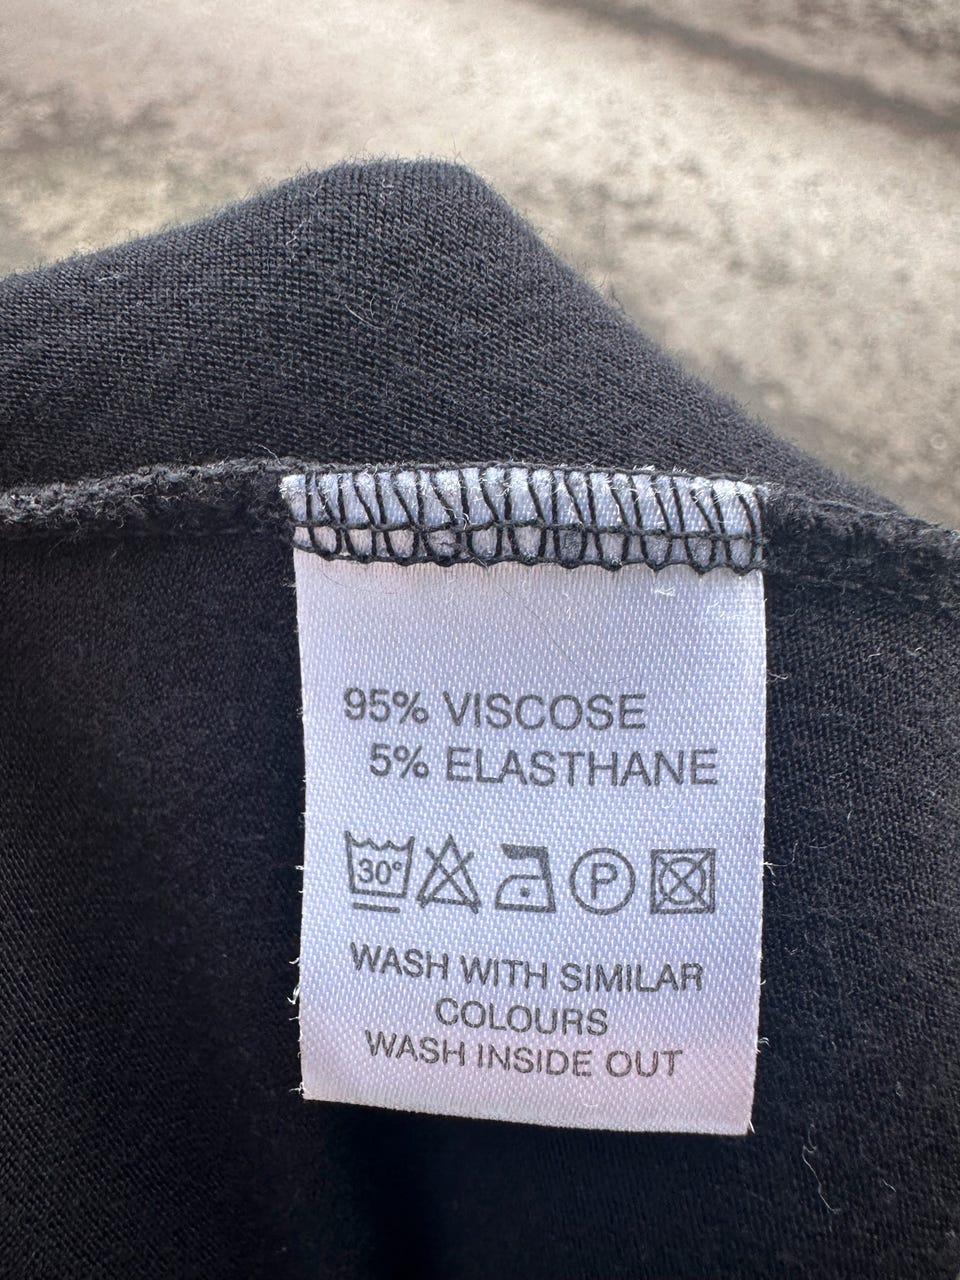 95% VISCOSE
5% ELASTHANE
30° P
WASH WITH SIMILAR
COLOURS
WASH INSIDE OUT